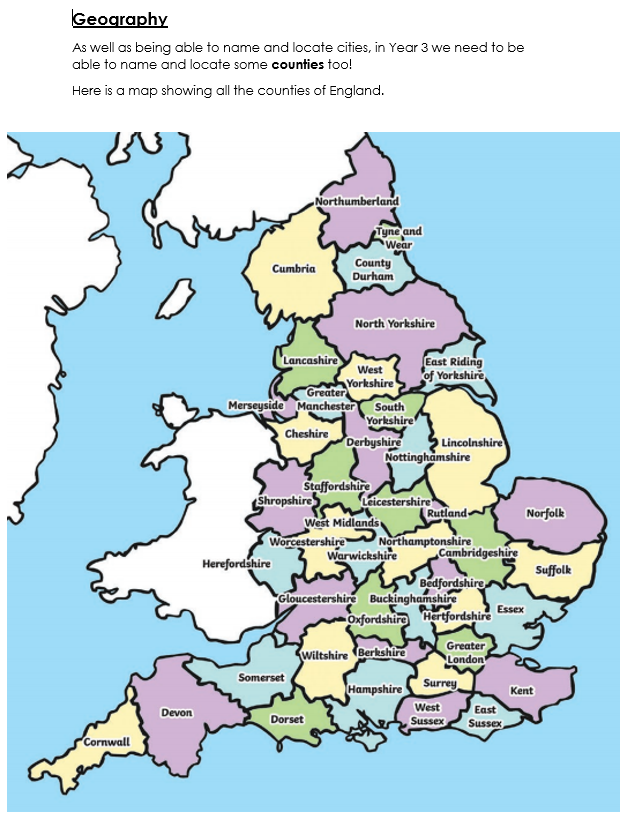 Geography
As well as being able to name and locate cities, in Year 3 we need to be
able to name and locate some counties too!
Here is a map showing all the counties of England.
Northumberland
Tyne and
Wear
Cumbria
County
Durham
North Yorkshire
Lancashire
West
Yorkshire
East Riding
of Yorkshire
Merseyside
Greater
Manchester
South
Yorkshire
Cheshire
Derbyshire
Lincolnshire
Nottinghamshire
Staffordshire
Shropshire
Leicestershire
Rutland
Norfolk
West Midlands
Worcestershire
Northamptonshire
Cambridgeshire
Herefordshire
Warwickshire
Suffolk
Bedfordshire
Gloucestershire
Buckinghamshire
Essex
Oxfordshire
Hertfordshire
Wiltshire
Berkshire
Greater
London
Somerset
Hampshire
Surrey
Kent
Devon
Dorset
West
Sussex
East
Sussex
Cornwall